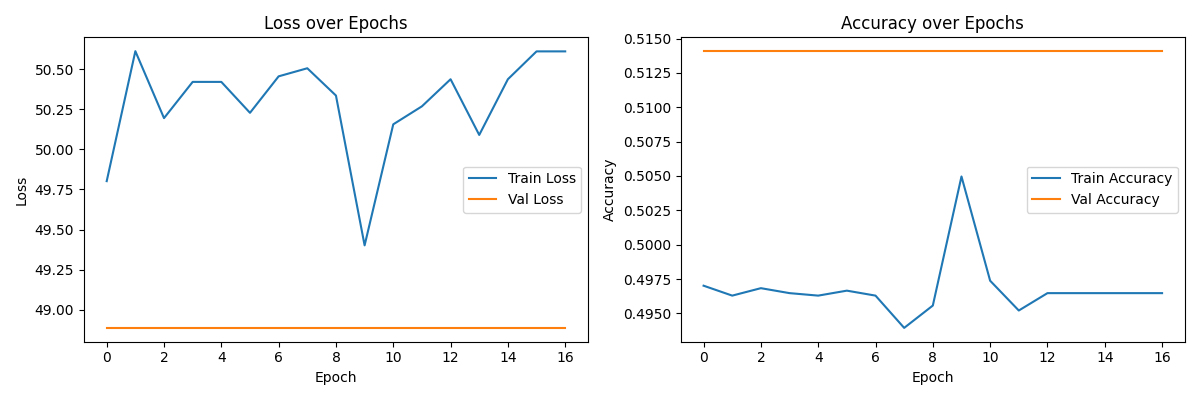 Loss over Epochs
50.50
50.25
50.00
49.75
49.50
49.25
49.00
Loss
Train Loss
Val Loss
0 2 4 6 8 10 12 14 16
Epoch
Accuracy over Epochs
0.5150
0.5125
0.5100
0.5075
0.5050
0.5025
0.5000
0.4975
0.4950
Accuracy
Train Accuracy
Val Accuracy
0 2 4 6 8 10 12 14 16
Epoch